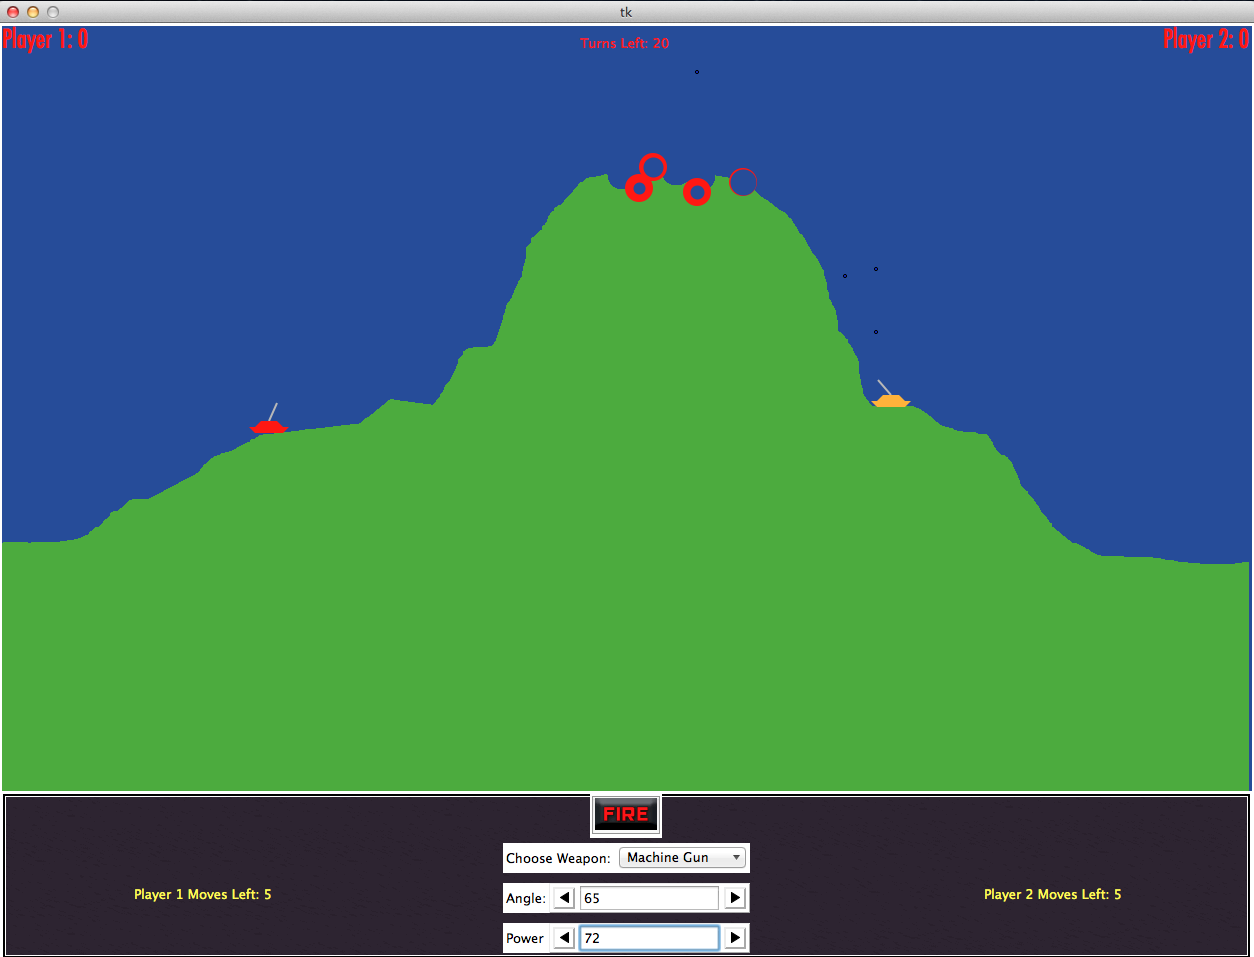 tk
Player 1: 0
Turns Left: 20
Player 2: 0
FIRE
Choose Weapon: Machine Gun
Player 1 Moves Left: 5
Player 2 Moves Left: 5
Angle: 65
Power 72